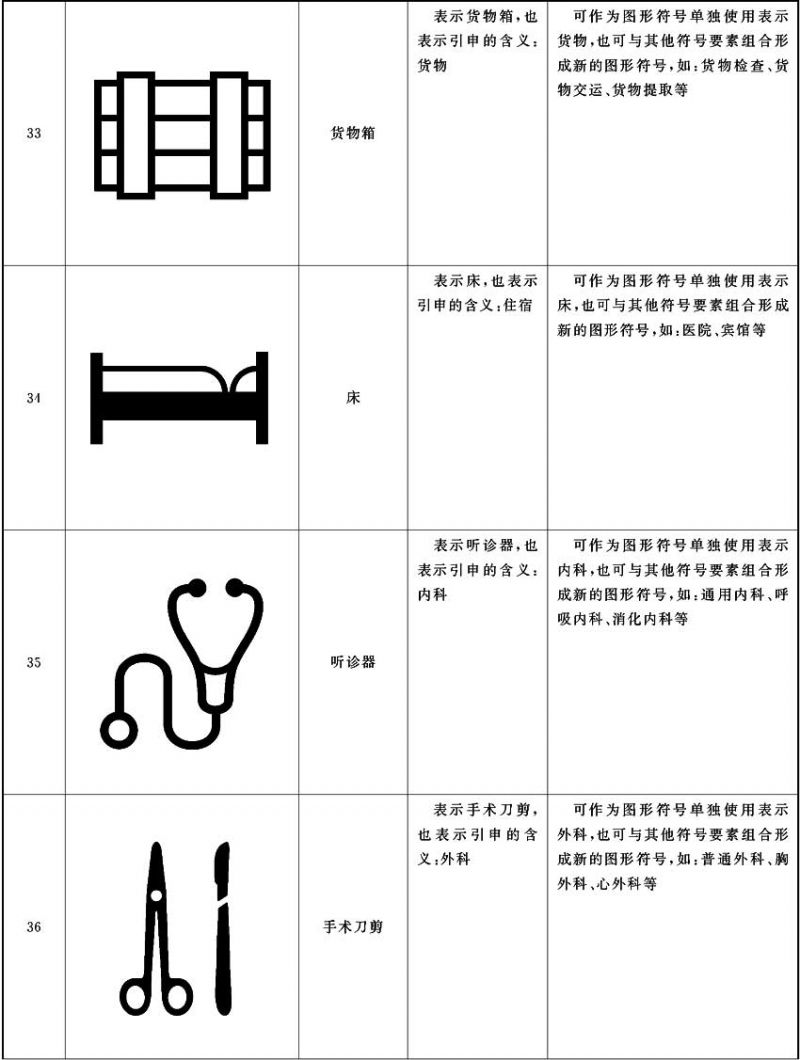 33
货物箱
表示货物箱,也
表示引申的含义:
货物
可作为图形符号单独使用表示
货物,也可与其他符号要素组合形
成新的图形符号,如:货物检查、货
物交运、货物提取等
34
床
表示床,也表示
引申的含义:住宿
可作为图形符号单独使用表示
床,也可与其他符号要素组合形成
新的图形符号,如:医院、宾馆等
35
听诊器
表示听诊器,也
表示引申的含义:
内科
可作为图形符号单独使用表示
内科,也可与其他符号要素组合形
成新的图形符号,如:通用内科、呼
吸内科、消化内科等
36
手术刀剪
表示手术刀剪,
也表示引申的含
义:外科
可作为图形符号单独使用表示
外科,也可与其他符号要素组合形
成新的图形符号,如:普通外科、胸
外科、心外科等